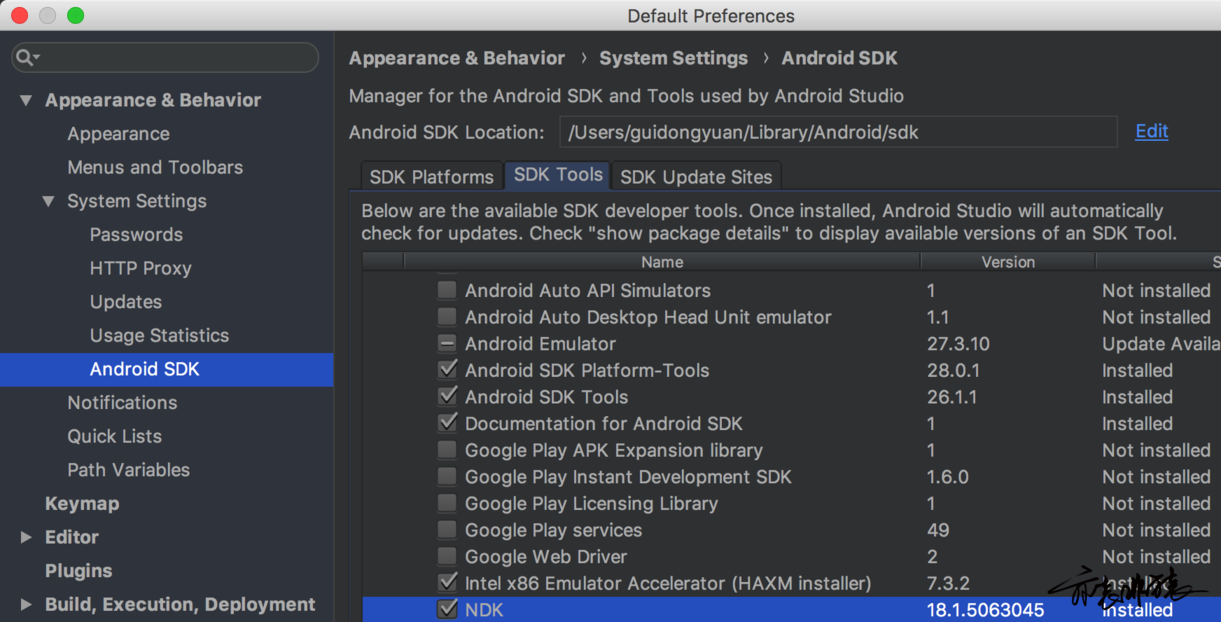 Default Preferences
Appearance & Behavior
Appearance
Menus and Toolbars
System Settings
Passwords
HTTP Proxy
Updates
Usage Statistics
Android SDK
Notifications
Quick Lists
Path Variables
Keymap
Editor
Plugins
Build, Execution, Deployment
Appearance & Behavior › System Settings › Android SDK
Manager for the Android SDK and Tools used by Android Studio
Android SDK Location: /Users/guidongyuan/Library/Android/sdk Edit
SDK Platforms SDK Tools SDK Update Sites
Below are the available SDK developer tools. Once installed, Android Studio will automatically
check for updates. Check "show package details" to display available versions of an SDK Tool.
Name Version S
Android Auto API Simulators 1 Not installed
Android Auto Desktop Head Unit emulator 1.1 Not installed
Android Emulator 27.3.10 Update Availa
Android SDK Platform-Tools 28.0.1 Installed
Android SDK Tools 26.1.1 Installed
Documentation for Android SDK 1 Installed
Google Play APK Expansion library 1 Not installed
Google Play Instant Development SDK 1.6.0 Not installed
Google Play Licensing Library 1 Not installed
Google Play services 49 Not installed
Google Web Driver 2 Not installed
Intel x86 Emulator Accelerator (HAXM installer) 7.3.2 Installed
NDK 18.1.5063045 Installed